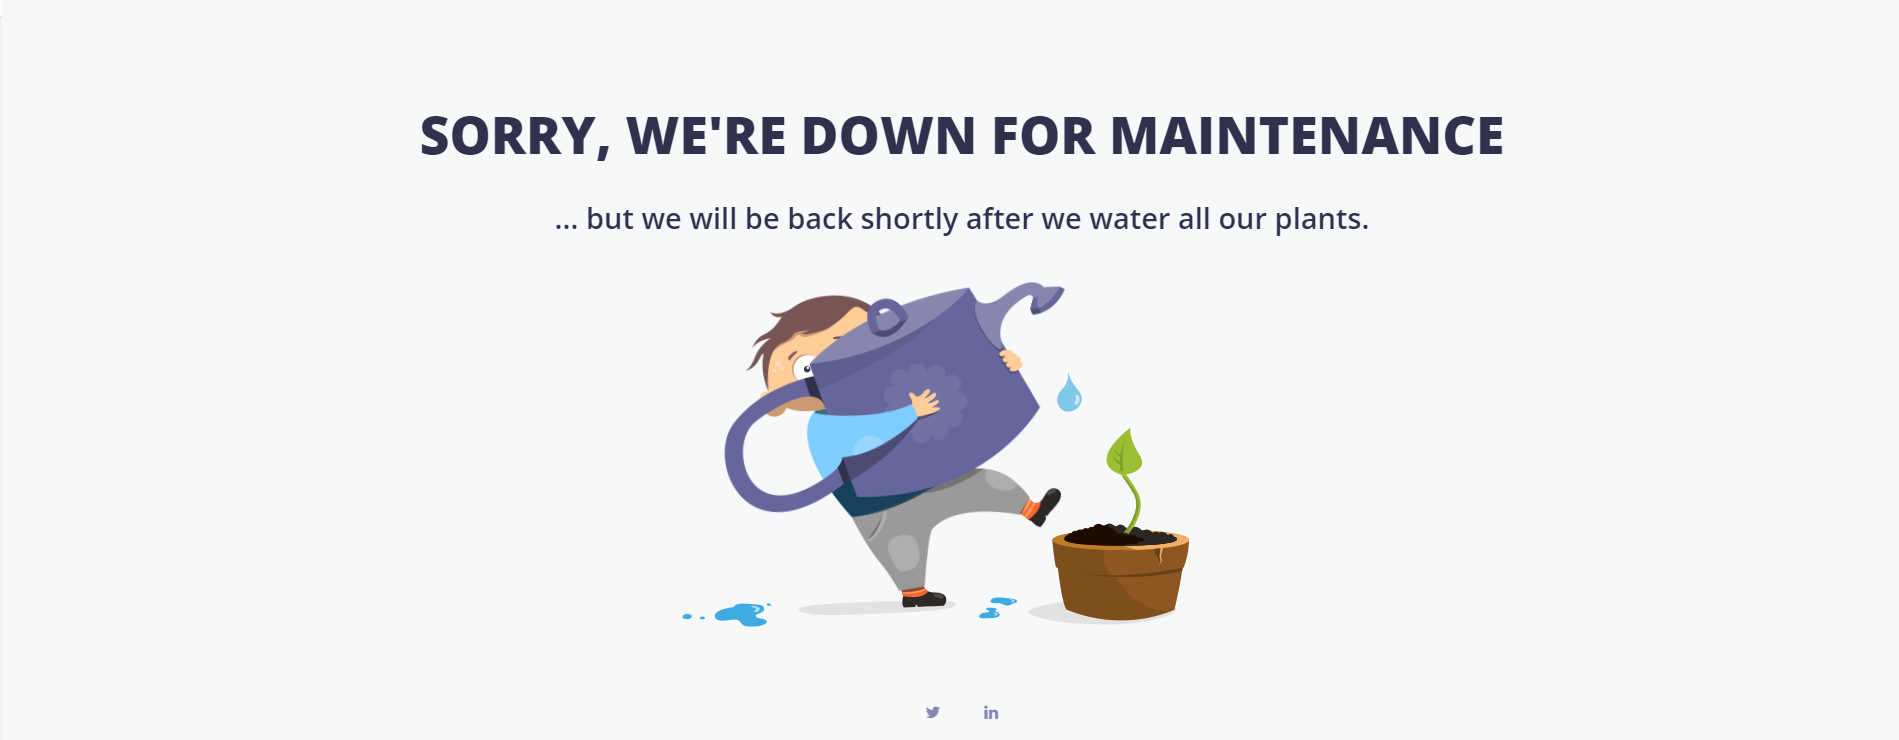 SORRY, WE'RE DOWN FOR MAINTENANCE
... but we will be back shortly after we water all our plants.
in